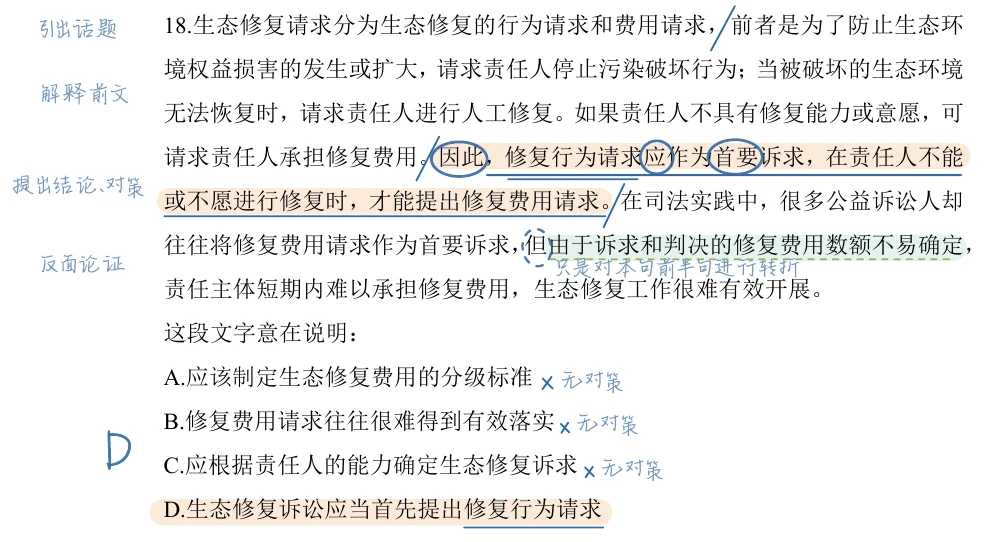 引出话题
18.生态修复请求分为生态修复的行为请求和费用请求，前者是为了防止生态环
境权益损害的发生或扩大，请求责任人停止污染破坏行为；当被破坏的生态环境
解释前文
无法恢复时，请求责任人进行人工修复。如果责任人不具有修复能力或意愿，可
请求责任人承担修复费用。因此，修复行为请求应作为首要诉求，在责任人不能
提出结论、对策
或不愿进行修复时，才能提出修复费用请求。在司法实践中，很多公益诉讼人却
往往将修复费用请求作为首要诉求，但由于诉求和判决的修复费用数额不易确定，
反面论证
只是对本句前半句进行转折
责任主体短期内难以承担修复费用，生态修复工作很难有效开展。
这段文字意在说明：
A.应该制定生态修复费用的分级标准 × 无对策
B.修复费用请求往往很难得到有效落实 × 无对策
D
C.应根据责任人的能力确定生态修复诉求 × 无对策
D.生态修复诉讼应当首先提出修复行为请求